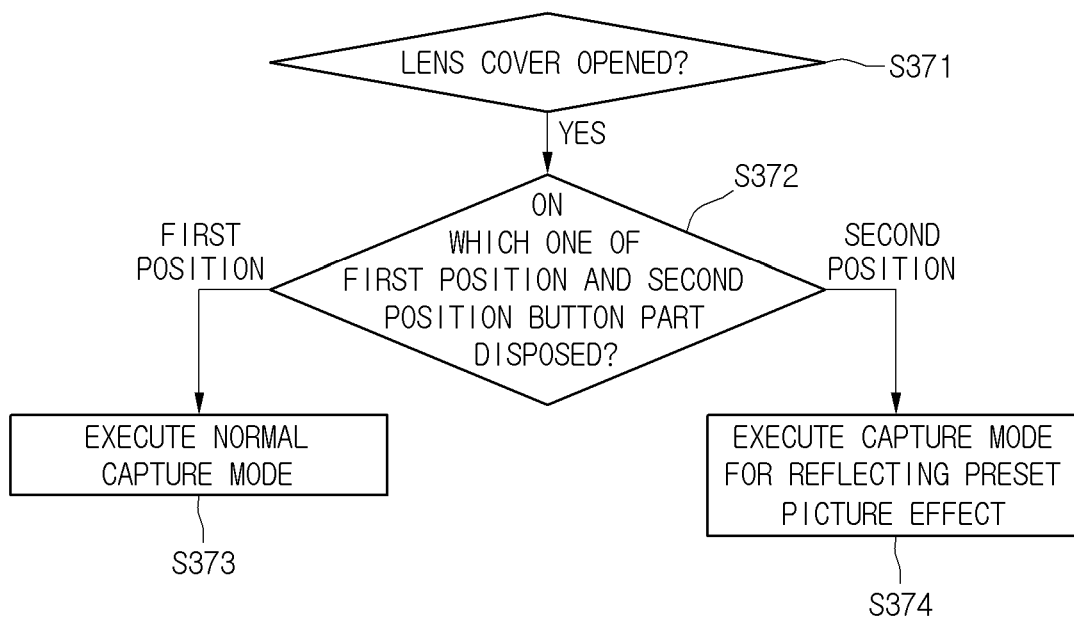 LENS COVER OPENED?
S371
YES
S372
ON
WHICH ONE OF
FIRST POSITION AND SECOND
POSITION BUTTON PART
DISPOSED?
FIRST
POSITION
SECOND
POSITION
EXECUTE NORMAL
CAPTURE MODE
S373
EXECUTE CAPTURE MODE
FOR REFLECTING PRESET
PICTURE EFFECT
S374